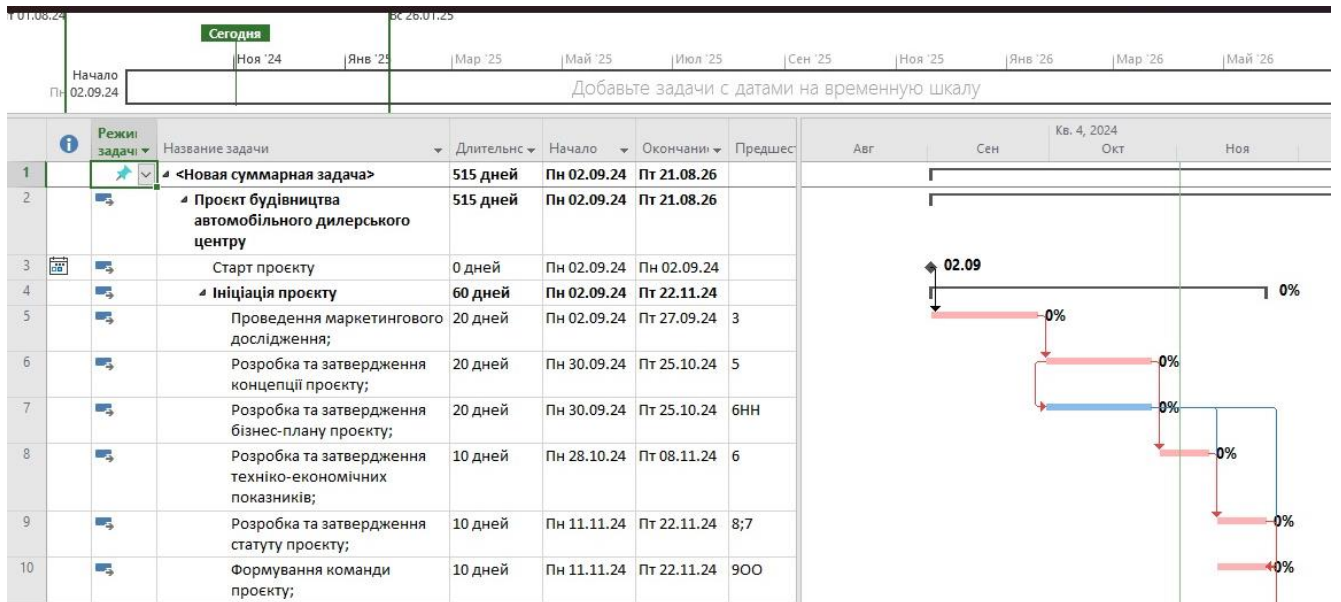 01.08.24
Вс 26.01.25
Сегодня
Ноя '24 Янв '25 Мар '25 Май '25 Июл '25 Сен '25 Ноя '25 Янв '26 Мар '26 Май '26
Начало
Пн 02.09.24
Добавьте задачи с датами на временную шкалу
Режи
задачи
Название задачи
Длительнс
Начало
Окончани
Предшест
Кв. 4, 2024
Авг Сен Окт Ноя
1 ◢ <Новая суммарная задача> 515 дней Пн 02.09.24 Пт 21.08.26
2 ◢ Проєкт будівництва 515 дней Пн 02.09.24 Пт 21.08.26
автомобільного дилерського
центру
3 Старт проєкту 0 дней Пн 02.09.24 Пн 02.09.24 02.09
4 ◢ Ініціація проєкту 60 дней Пн 02.09.24 Пт 22.11.24 0%
5 Проведення маркетингового 20 дней Пн 02.09.24 Пт 27.09.24 3 0%
дослідження;
6 Розробка та затвердження 20 дней Пн 30.09.24 Пт 25.10.24 5 0%
концепції проєкту;
7 Розробка та затвердження 20 дней Пн 30.09.24 Пт 25.10.24 6НН 0%
бізнес-плану проєкту;
8 Розробка та затвердження 10 дней Пн 28.10.24 Пт 08.11.24 6 0%
техніко-економічних
показників;
9 Розробка та затвердження 10 дней Пн 11.11.24 Пт 22.11.24 8;7 0%
статуту проєкту;
10 Формування команди 10 дней Пн 11.11.24 Пт 22.11.24 9ОО 0%
проєкту;